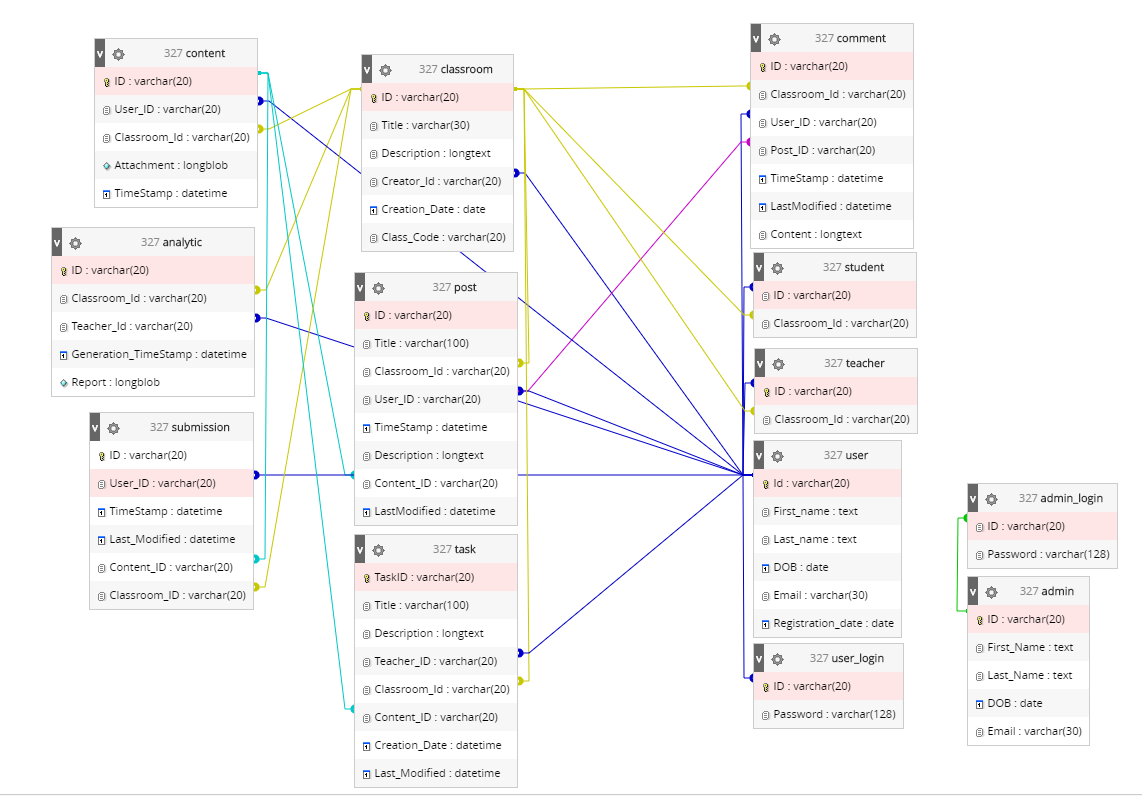 v 327 content
ID : varchar(20)
User_ID : varchar(20)
Classroom_Id : varchar(20)
Attachment : longblob
TimeStamp : datetime
v 327 analytic
ID : varchar(20)
Classroom_Id : varchar(20)
Teacher_Id : varchar(20)
Generation_TimeStamp : datetime
Report : longblob
v 327 submission
ID : varchar(20)
User_ID : varchar(20)
TimeStamp : datetime
Last_Modified : datetime
Content_ID : varchar(20)
Classroom_ID : varchar(20)
v 327 classroom
ID : varchar(20)
Title : varchar(30)
Description : longtext
Creator_Id : varchar(20)
Creation_Date : date
Class_Code : varchar(20)
v 327 post
ID : varchar(20)
Title : varchar(100)
Classroom_Id : varchar(20)
User_ID : varchar(20)
TimeStamp : datetime
Description : longtext
Content_ID : varchar(20)
LastModified : datetime
v 327 task
TaskID : varchar(20)
Title : varchar(100)
Description : longtext
Teacher_ID : varchar(20)
Classroom_Id : varchar(20)
Content_ID : varchar(20)
Creation_Date : datetime
Last_Modified : datetime
v 327 comment
ID : varchar(20)
Classroom_Id : varchar(20)
User_ID : varchar(20)
Post_ID : varchar(20)
TimeStamp : datetime
LastModified : datetime
Content : longtext
v 327 student
ID : varchar(20)
Classroom_Id : varchar(20)
v 327 teacher
ID : varchar(20)
Classroom_Id : varchar(20)
v 327 user
Id : varchar(20)
First_name : text
Last_name : text
DOB : date
Email : varchar(30)
Registration_date : date
v 327 user_login
ID : varchar(20)
Password : varchar(128)
v 327 admin_login
ID : varchar(20)
Password : varchar(128)
v 327 admin
ID : varchar(20)
First_Name : text
Last_Name : text
DOB : date
Email : varchar(30)